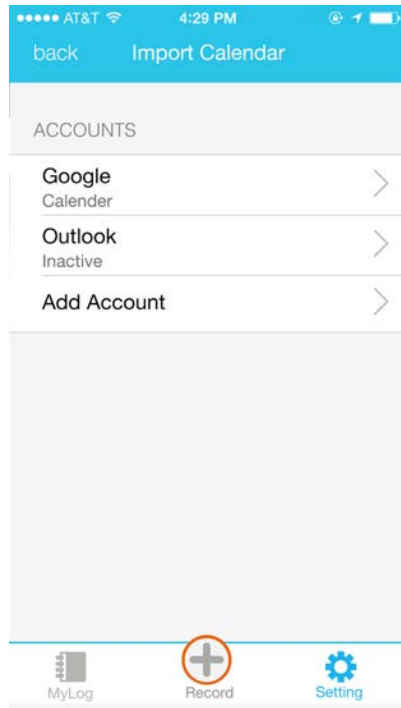 AT&T 4:29 PM
back Import Calendar
ACCOUNTS
Google
Calender
Outlook
Inactive
Add Account
MyLog Record Setting